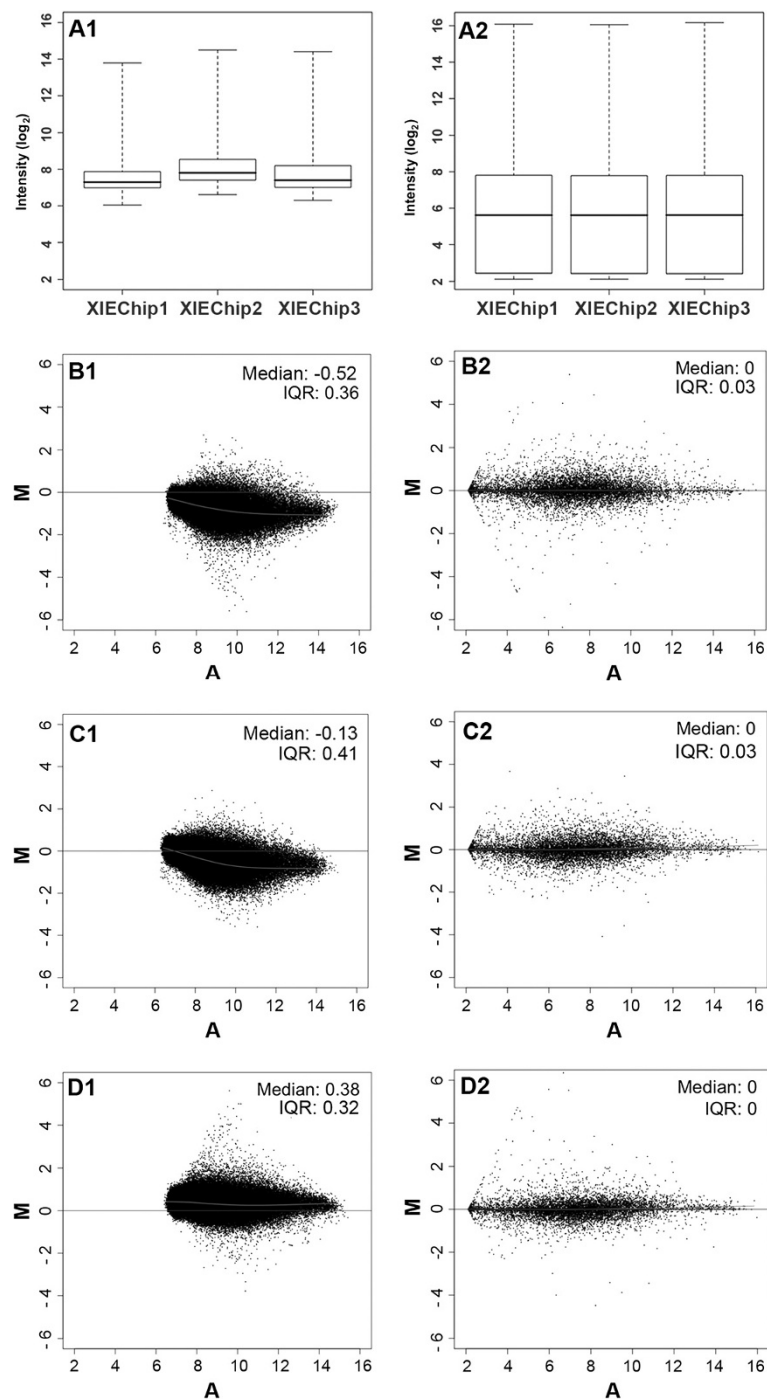 A1
Intensity (log2)
16
14
12
10
8
6
4
2
XIEChip1 XIEChip2 XIEChip3
A2
Intensity (log2)
16
14
12
10
8
6
4
2
XIEChip1 XIEChip2 XIEChip3
B1
Median: -0.52
IQR: 0.36
M
6
4
2
0
- 2
- 4
- 6
2 4 6 8 10 12 14 16
A
B2
Median: 0
IQR: 0.03
M
6
4
2
0
- 2
- 4
- 6
2 4 6 8 10 12 14 16
A
C1
Median: -0.13
IQR: 0.41
M
6
4
2
0
- 2
- 4
- 6
2 4 6 8 10 12 14 16
A
C2
Median: 0
IQR: 0.03
M
6
4
2
0
- 2
- 4
- 6
2 4 6 8 10 12 14 16
A
D1
Median: 0.38
IQR: 0.32
M
6
4
2
0
- 2
- 4
- 6
2 4 6 8 10 12 14 16
A
D2
Median: 0
IQR: 0
M
6
4
2
0
- 2
- 4
- 6
2 4 6 8 10 12 14 16
A